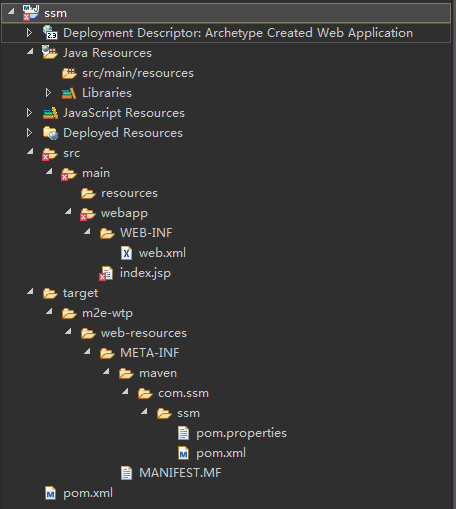 ssm
Deployment Descriptor: Archetype Created Web Application
Java Resources
src/main/resources
Libraries
JavaScript Resources
Deployed Resources
src
main
resources
webapp
WEB-INF
web.xml
index.jsp
target
m2e-wtp
web-resources
META-INF
maven
com.ssm
ssm
pom.properties
pom.xml
MANIFEST.MF
pom.xml